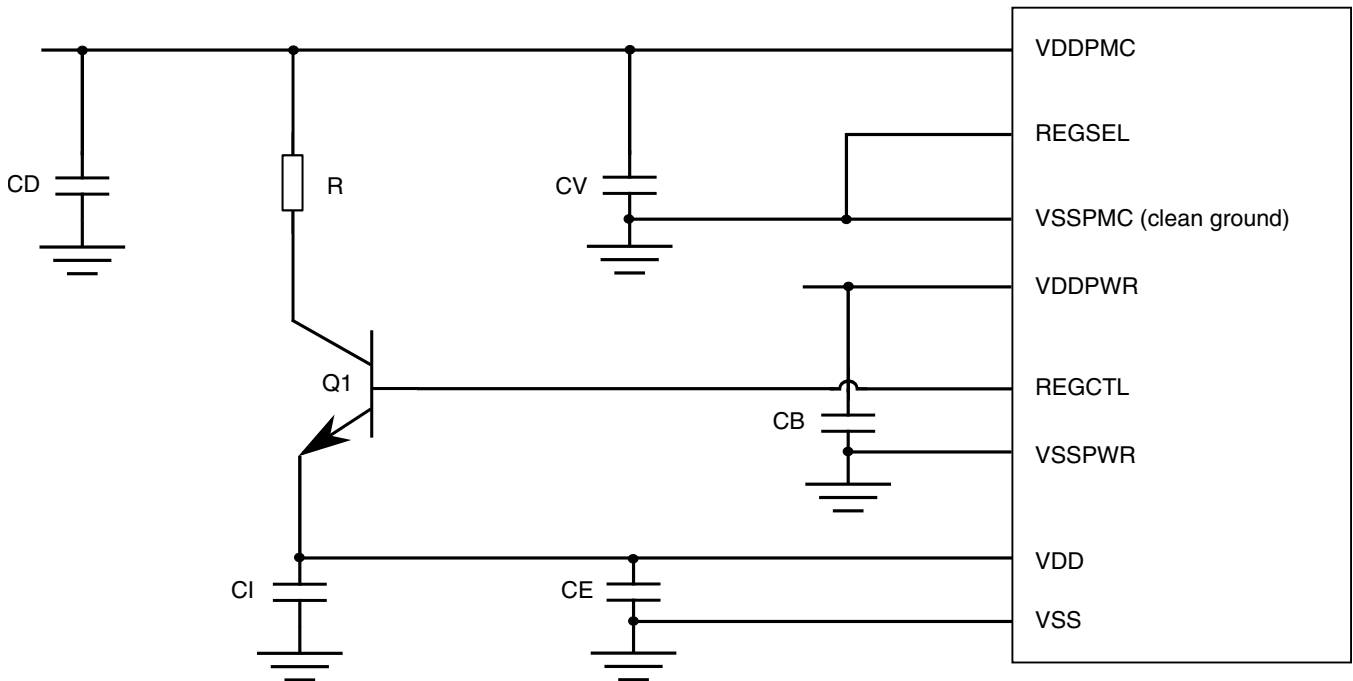 VDDPMC
REGSEL
CD
R
CV
VSSPMC (clean ground)
VDDPWR
Q1
REGCTL
CB
VSSPWR
VDD
CI
CE
VSS